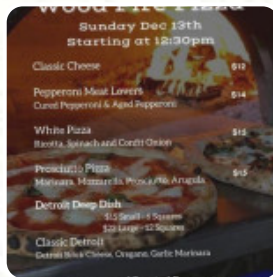 Wood Fire Pizza
Sunday Dec 13th
Starting at 12:30pm
Classic Cheese $12
Pepperoni Meat Lovers $14
Cured Pepperoni & Aged Pepperoni
White Pizza $15
Ricotta, Spinach and Confit Onion
Prosciutto Pizza $15
Marinara, Mozzarella, Prosciutto, Arugula
Detroit Deep Dish
$15 Small - 6 Squares
$22 Large - 12 Squares
Classic Detroit
Detroit Brick Cheese, Oregano, Garlic Marinara